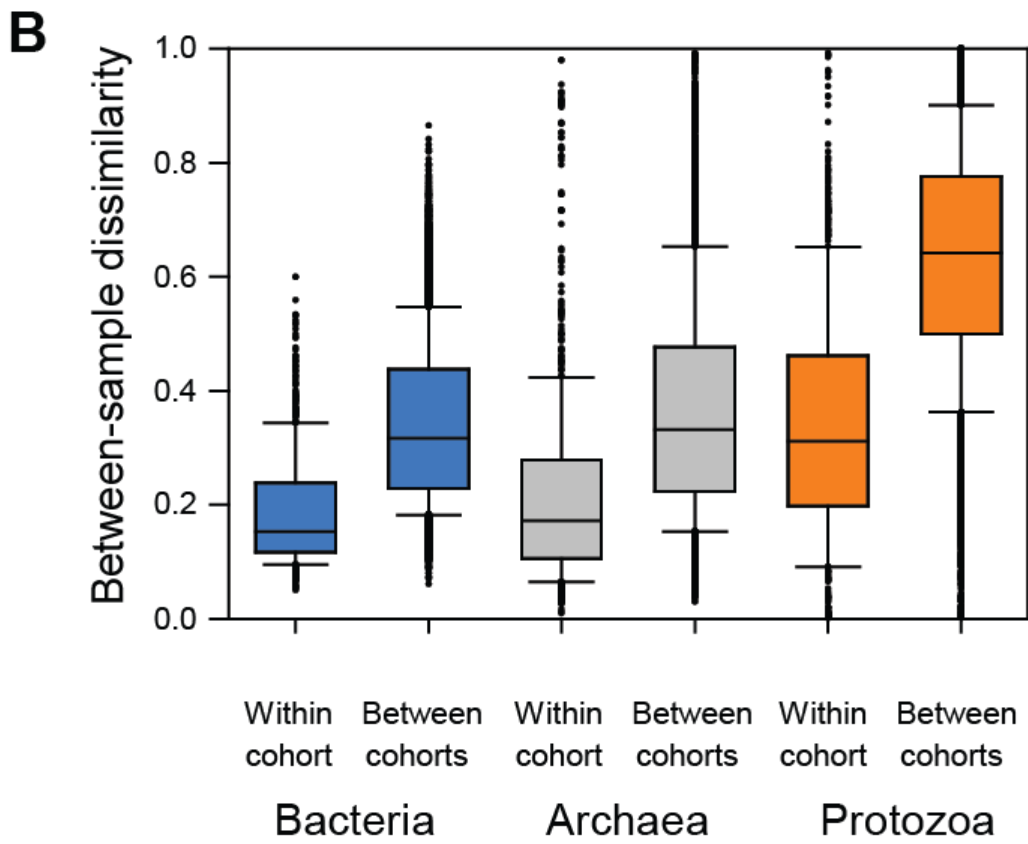 B
Between-sample dissimilarity
1.0
0.8
0.6
0.4
0.2
0.0
Within cohort
Between cohorts
Within cohort
Between cohorts
Within cohort
Between cohorts
Bacteria
Archaea
Protozoa